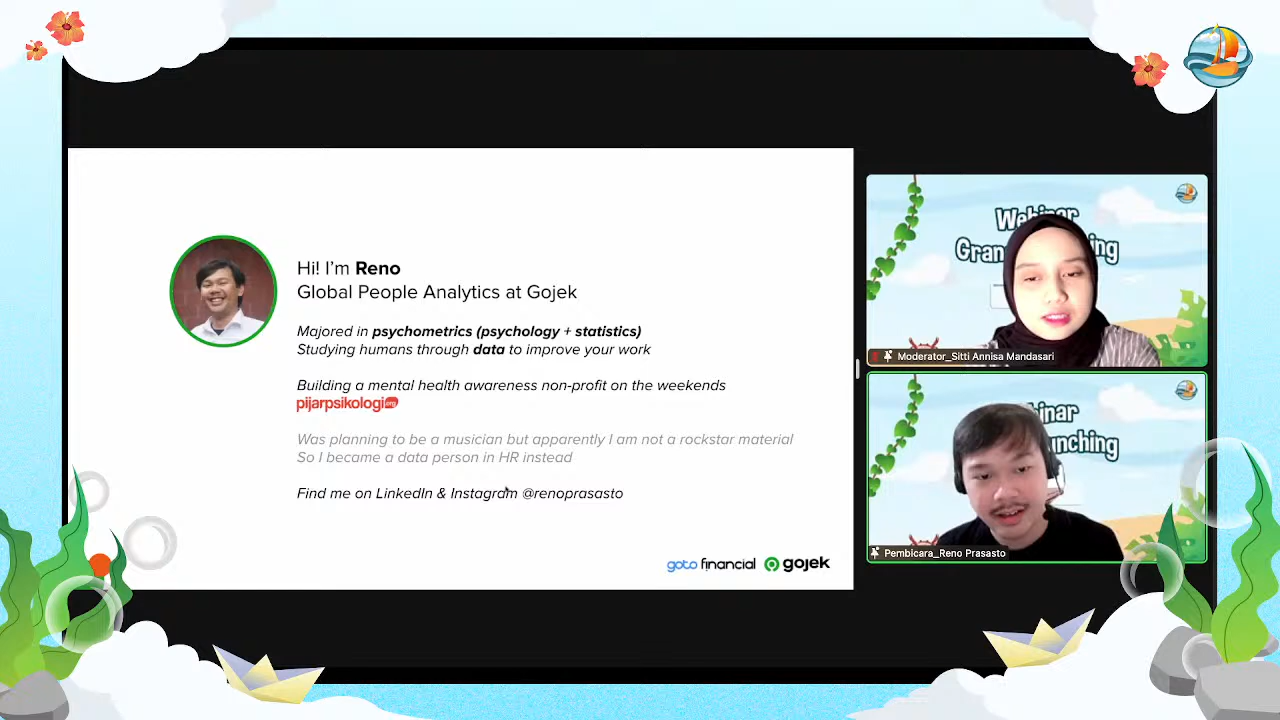 Hi! I'm Reno
Global People Analytics at Gojek
Majored in psychometrics (psychology + statistics)
Studying humans through data to improve your work
Building a mental health awareness non-profit on the weekends
pijarpsikologi org
Was planning to be a musician but apparently I am not a rockstar material
So I became a data person in HR instead
Find me on LinkedIn & Instagram @renoprasasto
goto financial gojek
Webinar
Moderator_Sitti Annisa Mandasari
Pembicara_Reno Prasasto